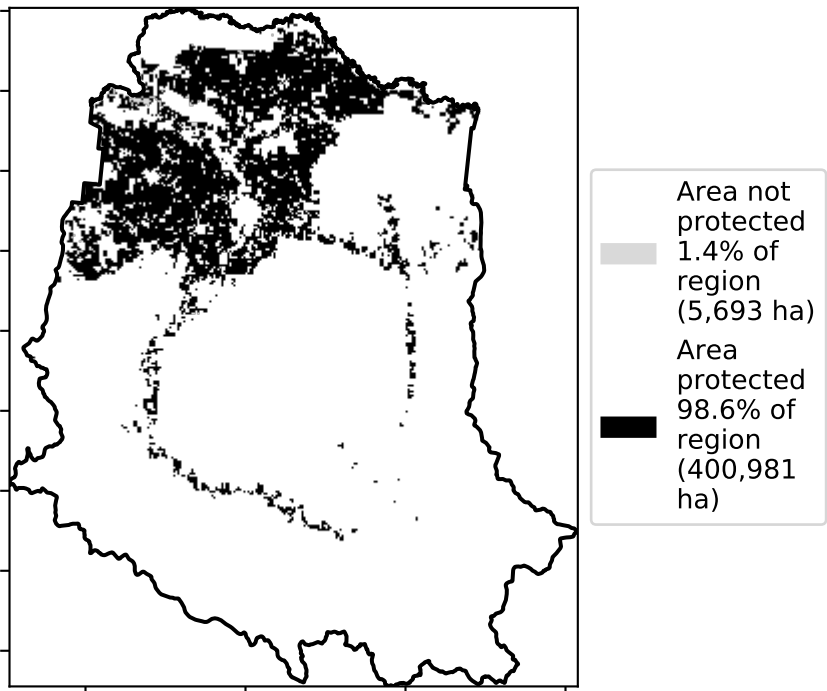 Area not
protected
1.4% of
region
(5,693 ha)
Area
protected
98.6% of
region
(400,981
ha)